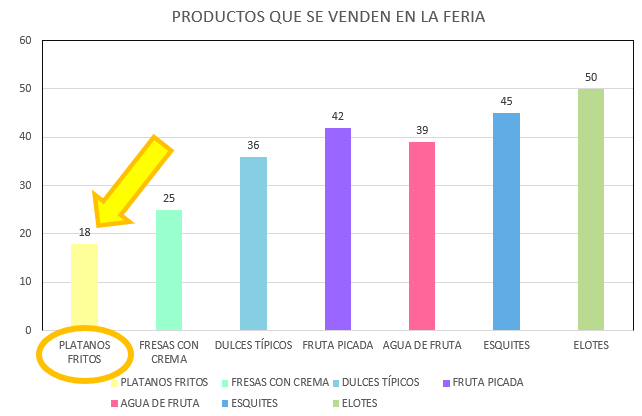 PRODUCTOS QUE SE VENDEN EN LA FERIA
60
50
40
30
20
10
0
18
25
36
42
39
45
50
PLATANOS FRITOS
FRESAS CON CREMA
DULCES TÍPICOS
FRUTA PICADA
AGUA DE FRUTA
ESQUITES
ELOTES
PLATANOS FRITOS FRESAS CON CREMA DULCES TÍPICOS FRUTA PICADA
AGUA DE FRUTA ESQUITES ELOTES